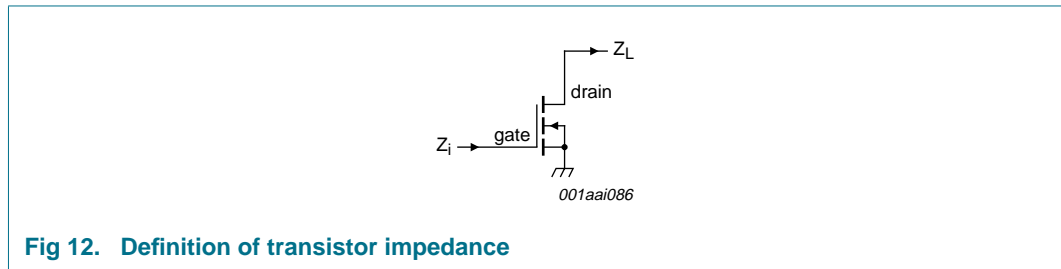 Z_L
drain
gate
Z_i
001aai086
Fig 12. Definition of transistor impedance